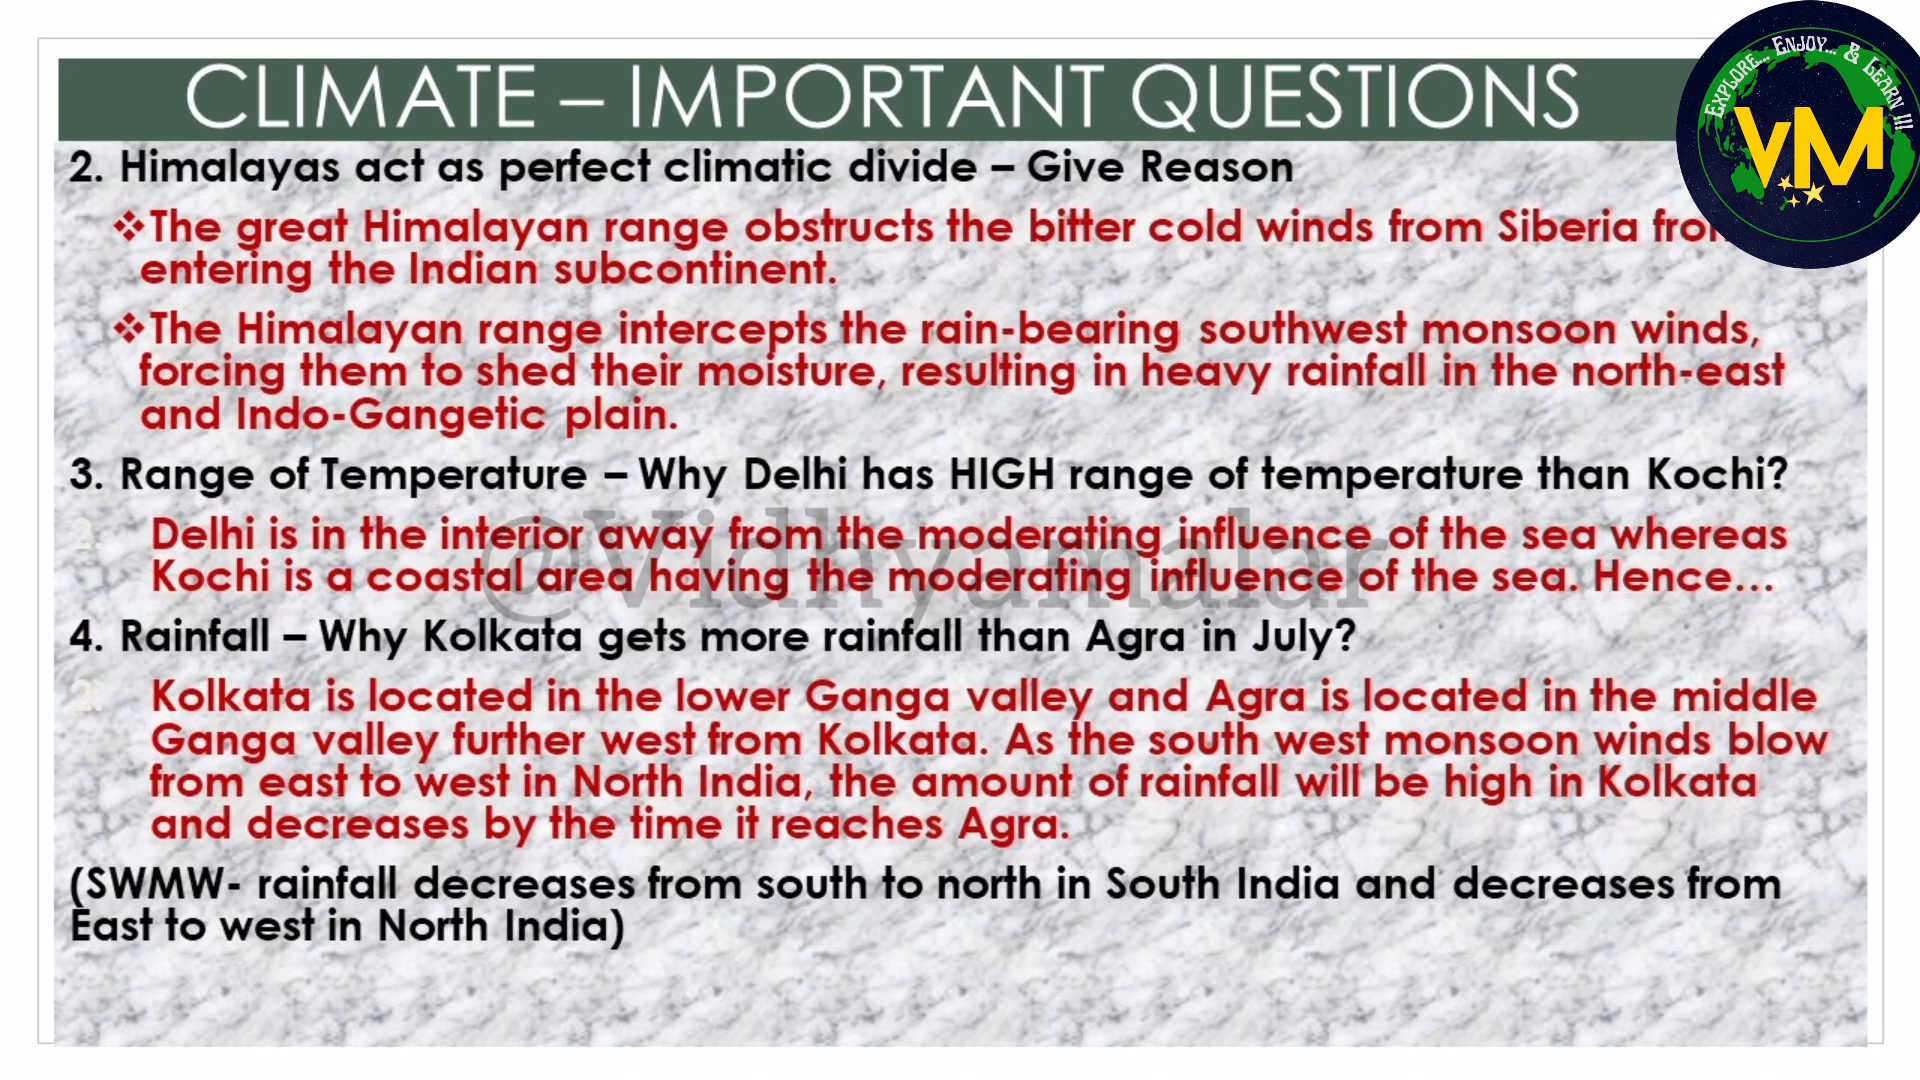 CLIMATE – IMPORTANT QUESTIONS
EXPLORE... ENJOY... & LEARN !!!
VM
2. Himalayas act as perfect climatic divide – Give Reason
❖The great Himalayan range obstructs the bitter cold winds from Siberia
entering the Indian subcontinent.
❖The Himalayan range intercepts the rain-bearing southwest monsoon winds,
forcing them to shed their moisture, resulting in heavy rainfall in the north-east
and Indo-Gangetic plain.
3. Range of Temperature – Why Delhi has HIGH range of temperature than Kochi?
2. Delhi is in the interior away from the moderating influence of the sea whereas
Kochi is a coastal area having the moderating influence of the sea. Hence...
@Vidhyamalar
4. Rainfall – Why Kolkata gets more rainfall than Agra in July?
2. Kolkata is located in the lower Ganga valley and Agra is located in the middle
Ganga valley further west from Kolkata. As the south west monsoon winds blow
from east to west in North India, the amount of rainfall will be high in Kolkata
and decreases by the time it reaches Agra.
(SWMW- rainfall decreases from south to north in South India and decreases from
East to west in North India)